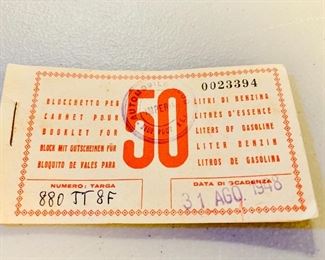 0023394
BLOCCHETTO PER 50 LITRI DI BENZINA
CARNET POUR LITRES D'ESSENCE
BOOKLET FOR LITERS OF GASOLINE
BLOCK MIT GUTSCHEINEN FÜR LITER BENZIN
BLOQUITO DE VALES PARA LITROS DE GASOLINA
NUMERO: TARGA
DATA DI SCADENZA
880 TT 8F
31 AGO. 1948